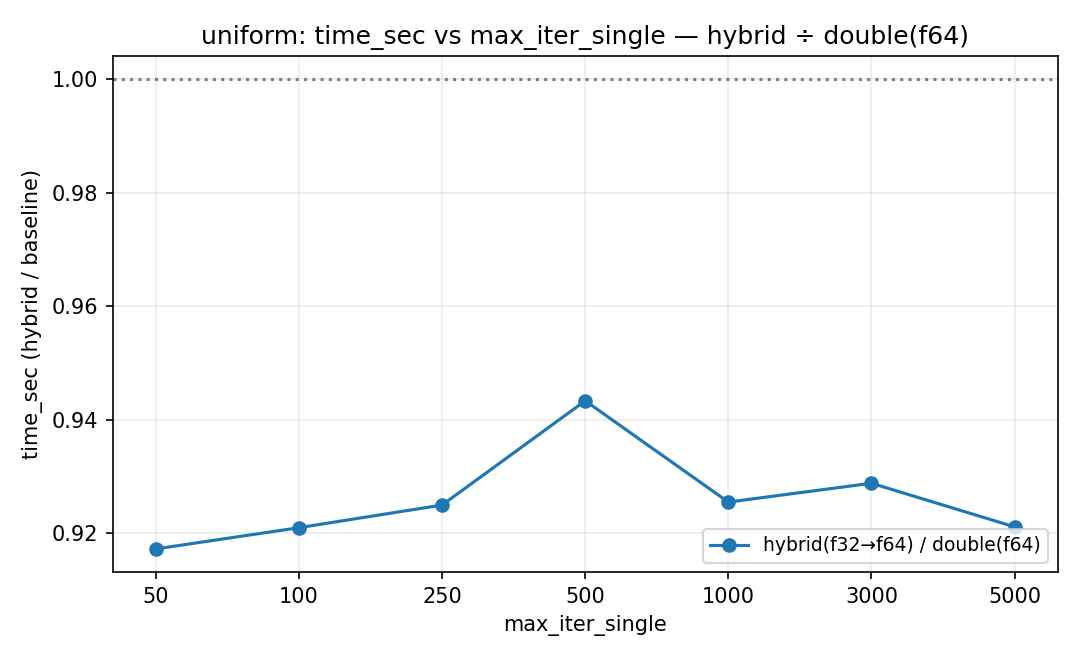 uniform: time_sec vs max_iter_single — hybrid ÷ double(f64)
time_sec (hybrid / baseline)
1.00
0.98
0.96
0.94
0.92
hybrid(f32→f64) / double(f64)
50 100 250 500 1000 3000 5000
max_iter_single